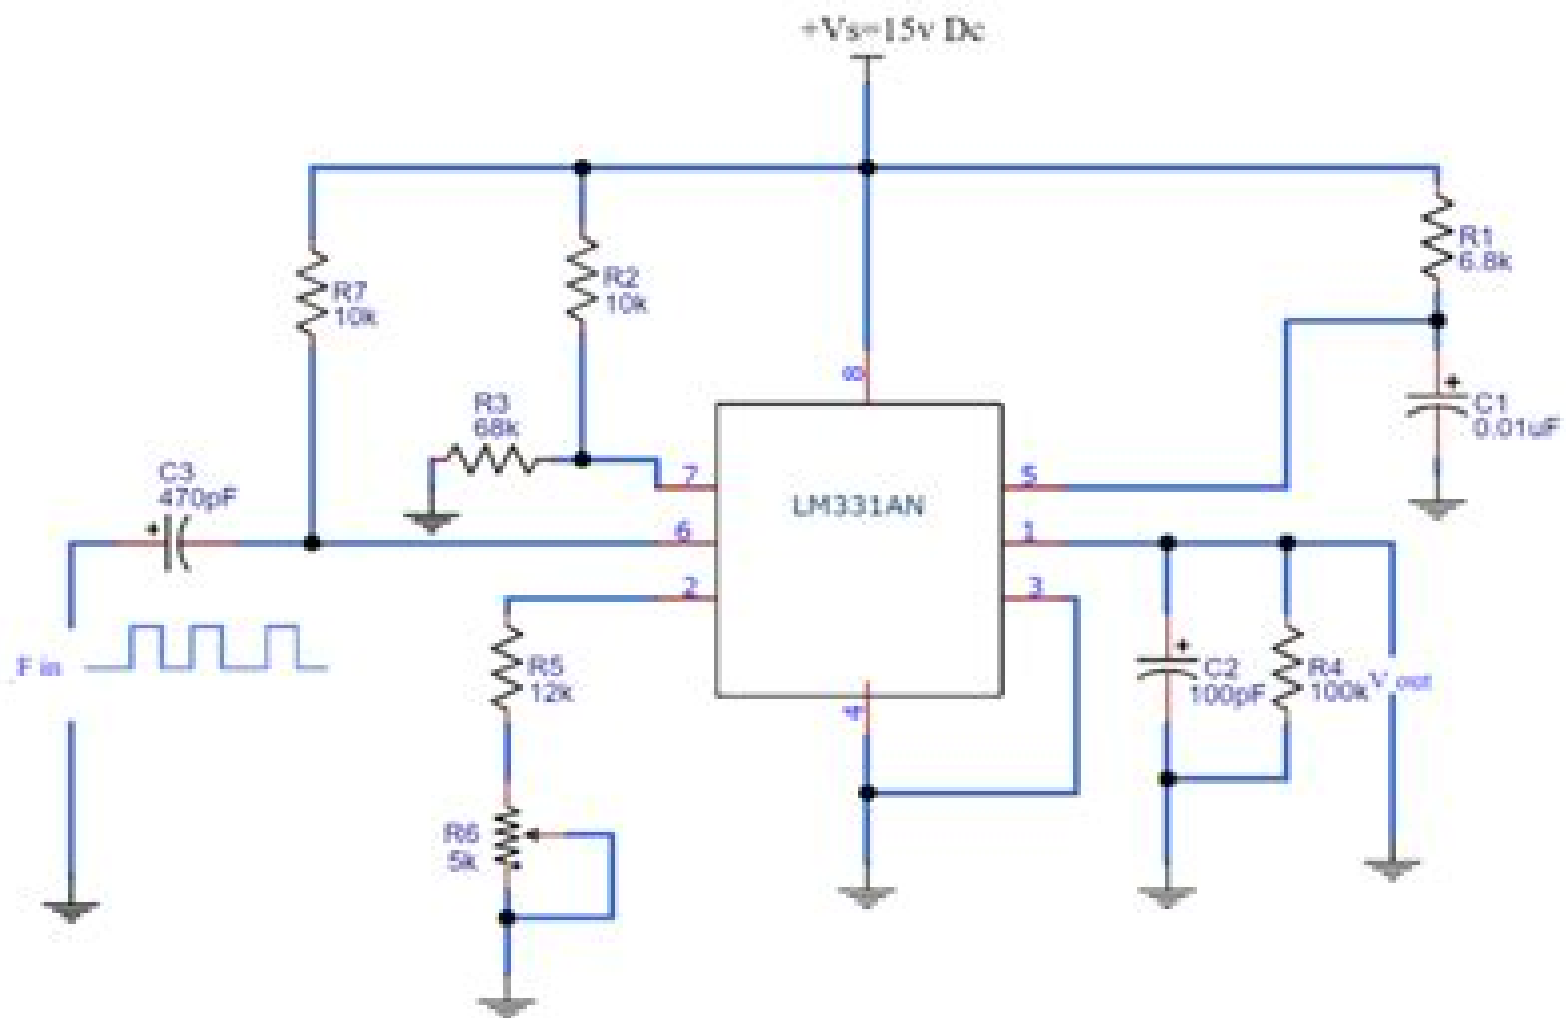 +Vs=15v Dc
R1
6.8k
R7
10k
R2
10k
8
R3
68k
C1
0.01uF
C3
470pF
7
5
LM331AN
6
1
2
3
F in
R5
12k
C2
100pF
R4
100k
V out
4
R6
5k